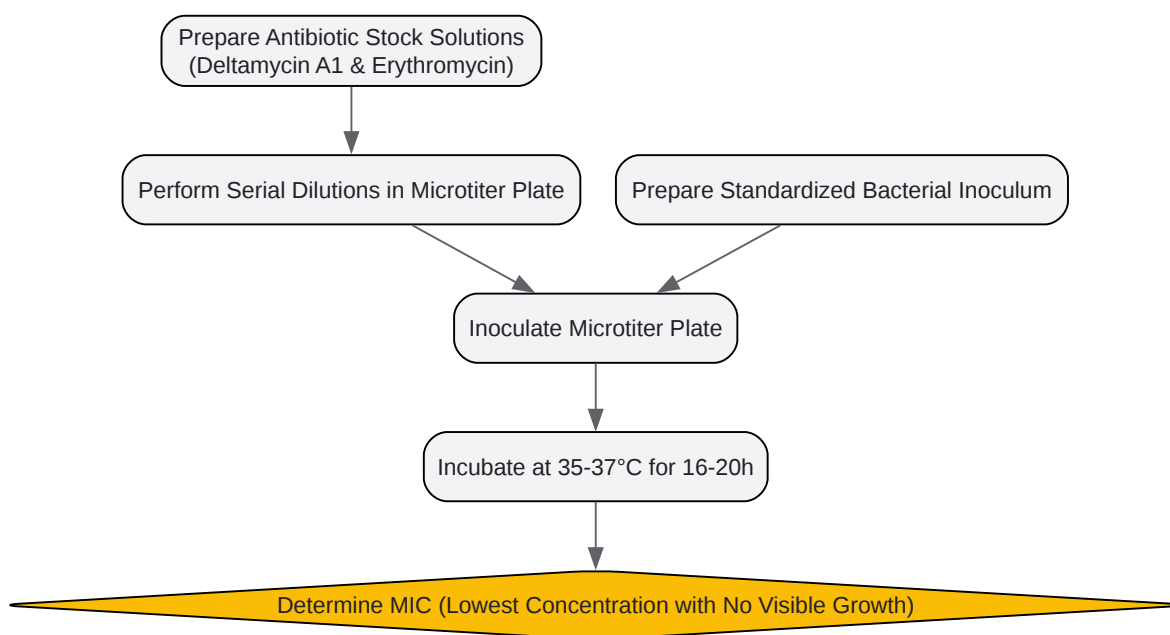 Prepare Antibiotic Stock Solutions
(Deltamycin A1 & Erythromycin)
Perform Serial Dilutions in Microtiter Plate
Prepare Standardized Bacterial Inoculum
Inoculate Microtiter Plate
Incubate at 35-37°C for 16-20h
Determine MIC (Lowest Concentration with No Visible Growth)